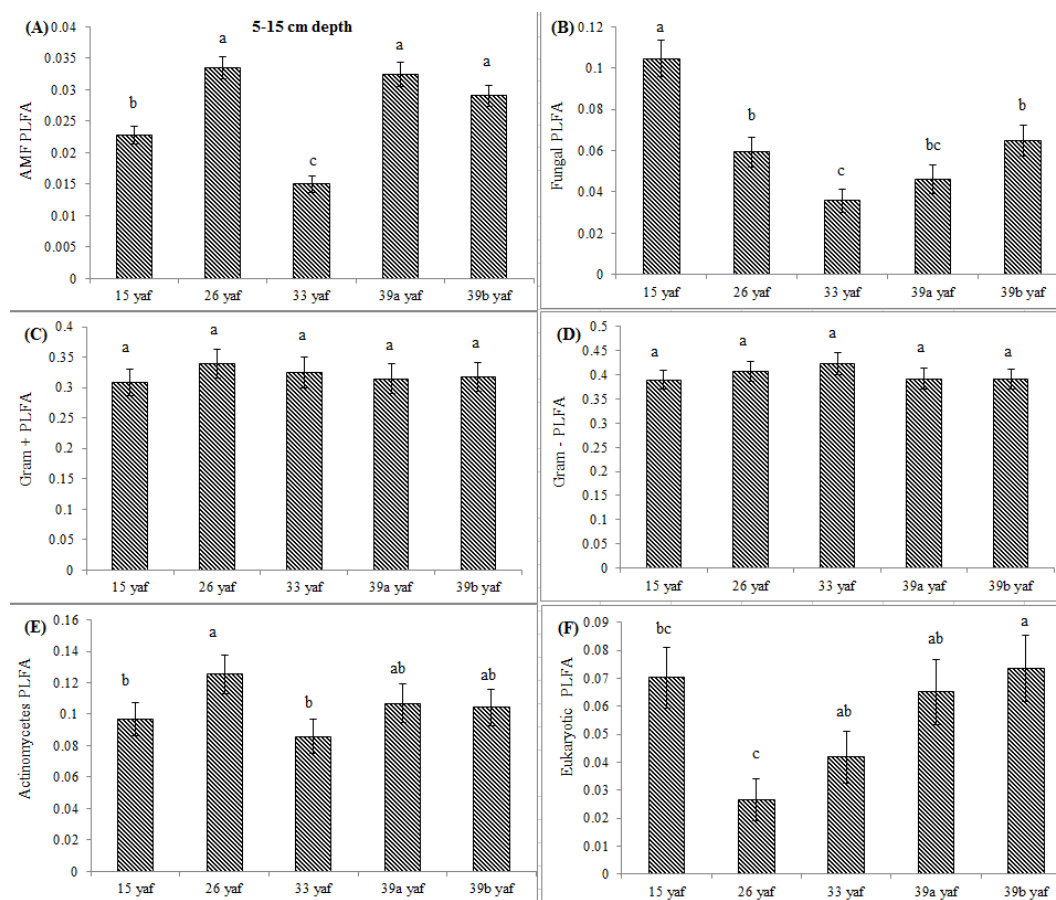 (A)
5-15 cm depth
AMF PLFA
0.04
0.035
0.03
0.025
0.02
0.015
0.01
0.005
0
b
a
c
a
a
15 yaf 26 yaf 33 yaf 39a yaf 39b yaf
(B)
Fungal PLFA
0.12
0.1
0.08
0.06
0.04
0.02
0
a
b
c
bc
b
15 yaf 26 yaf 33 yaf 39a yaf 39b yaf
(C)
Gram + PLFA
0.4
0.35
0.3
0.25
0.2
0.15
0.1
0.05
0
a
a
a
a
a
15 yaf 26 yaf 33 yaf 39a yaf 39b yaf
(D)
Gram - PLFA
0.5
0.45
0.4
0.35
0.3
0.25
0.2
0.15
0.1
0.05
0
a
a
a
a
a
15 yaf 26 yaf 33 yaf 39a yaf 39b yaf
(E)
Actinomycetes PLFA
0.16
0.14
0.12
0.1
0.08
0.06
0.04
0.02
0
b
a
b
ab
ab
15 yaf 26 yaf 33 yaf 39a yaf 39b yaf
(F)
Eukaryotic PLFA
0.09
0.08
0.07
0.06
0.05
0.04
0.03
0.02
0.01
0
bc
c
ab
ab
a
15 yaf 26 yaf 33 yaf 39a yaf 39b yaf